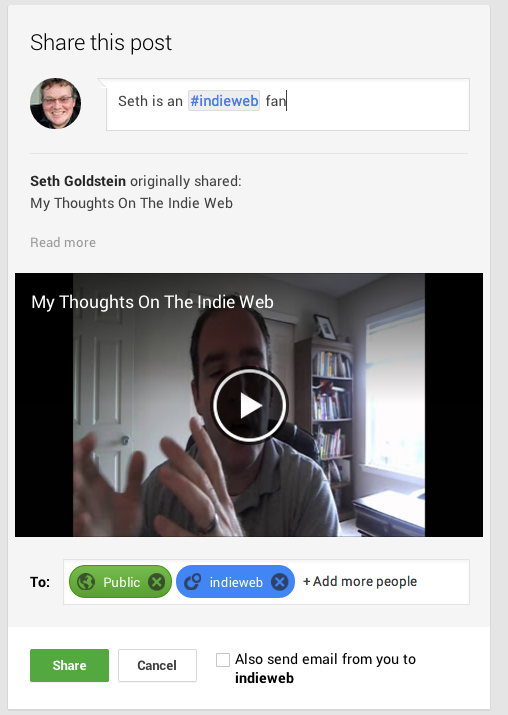 Share this post
Seth is an #indieweb fan
Seth Goldstein originally shared:
My Thoughts On The Indie Web
Read more
My Thoughts On The Indie Web
To: Public indieweb + Add more people
Share Cancel Also send email from you to
indieweb